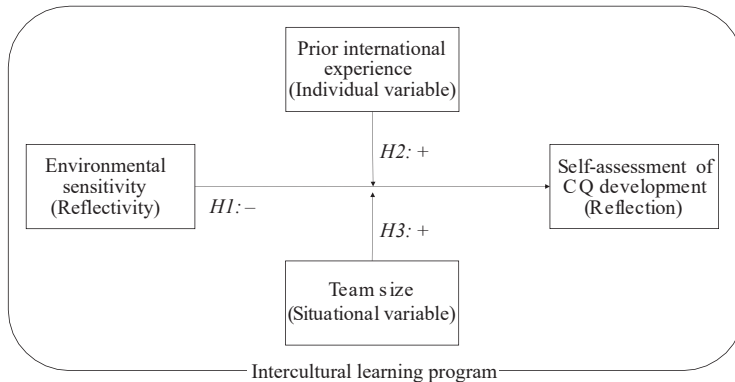 Prior international
experience
(Individual variable)
H2: +
Environmental
sensitivity
(Reflectivity)
H1: –
Self-assessment of
CQ development
(Reflection)
H3: +
Team size
(Situational variable)
Intercultural learning program